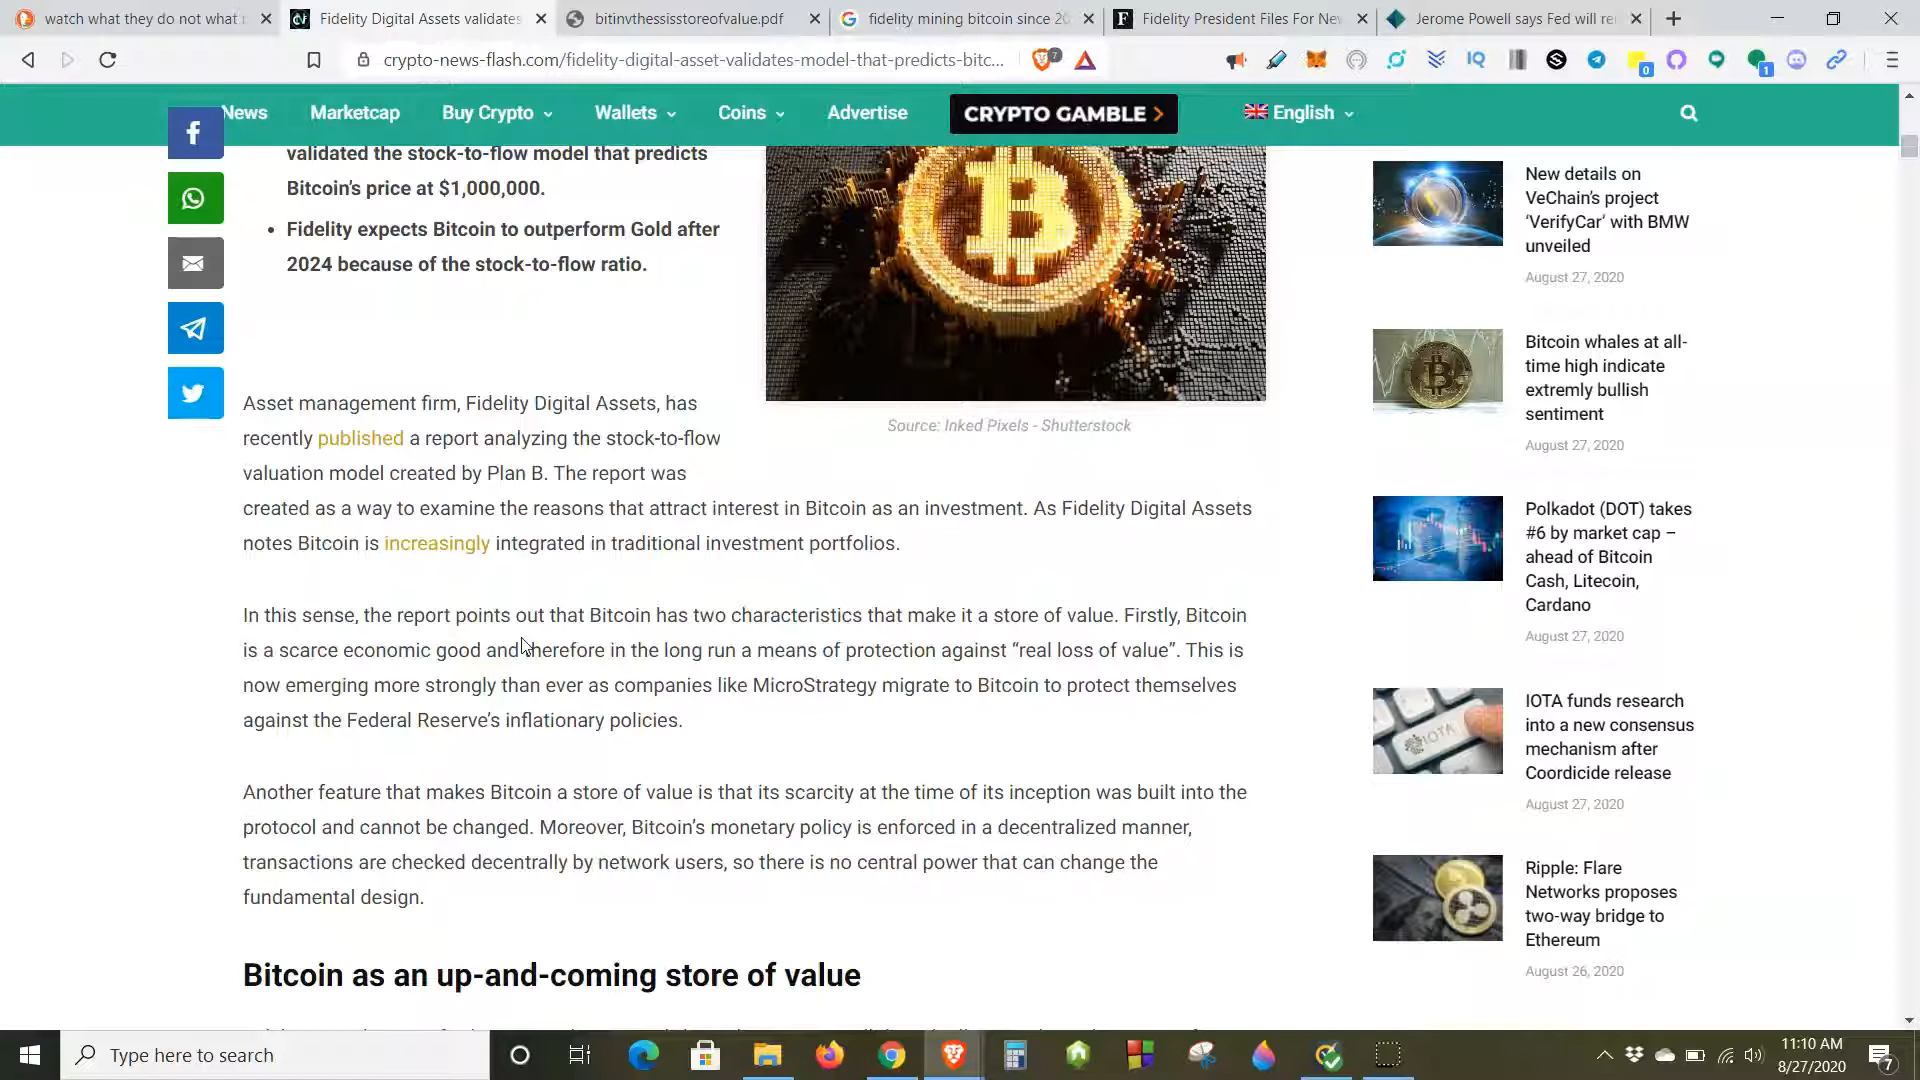 watch what they do not what
Fidelity Digital Assets validates
bitinvthessisstoreofvalue.pdf
fidelity mining bitcoin since 20
Fidelity President Files For Ne
Jerome Powell says Fed will re
crypto-news-flash.com/fidelity-digital-asset-validates-model-that-predicts-bitc...
7
IQ
0
1
News
Marketcap
Buy Crypto
Wallets
Coins
Advertise
CRYPTO GAMBLE >
English
validated the stock-to-flow model that predicts
Bitcoin's price at $1,000,000.
• Fidelity expects Bitcoin to outperform Gold after
2024 because of the stock-to-flow ratio.
Source: Inked Pixels - Shutterstock
Asset management firm, Fidelity Digital Assets, has
recently published a report analyzing the stock-to-flow
valuation model created by Plan B. The report was
created as a way to examine the reasons that attract interest in Bitcoin as an investment. As Fidelity Digital Assets
notes Bitcoin is increasingly integrated in traditional investment portfolios.
In this sense, the report points out that Bitcoin has two characteristics that make it a store of value. Firstly, Bitcoin
is a scarce economic good and therefore in the long run a means of protection against “real loss of value”. This is
now emerging more strongly than ever as companies like MicroStrategy migrate to Bitcoin to protect themselves
against the Federal Reserve's inflationary policies.
Another feature that makes Bitcoin a store of value is that its scarcity at the time of its inception was built into the
protocol and cannot be changed. Moreover, Bitcoin's monetary policy is enforced in a decentralized manner,
transactions are checked decentrally by network users, so there is no central power that can change the
fundamental design.
Bitcoin as an up-and-coming store of value
New details on
VeChain's project
‘VerifyCar’ with BMW
unveiled
August 27, 2020
Bitcoin whales at all-
time high indicate
extremly bullish
sentiment
August 27, 2020
Polkadot (DOT) takes
#6 by market cap –
ahead of Bitcoin
Cash, Litecoin,
Cardano
August 27, 2020
IOTA
IOTA funds research
into a new consensus
mechanism after
Coordicide release
August 27, 2020
Ripple: Flare
Networks proposes
two-way bridge to
Ethereum
August 26, 2020
Type here to search
11:10 AM
8/27/2020
7